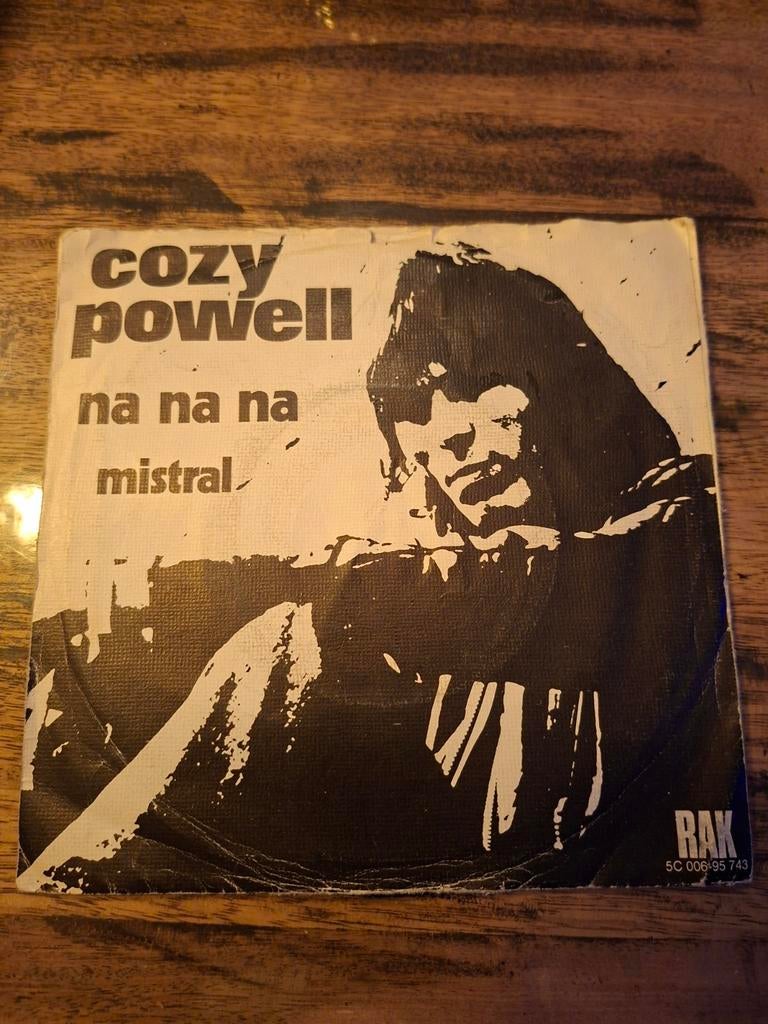 cozy
powell
na na na
mistral
RAK
5C 006-95 743